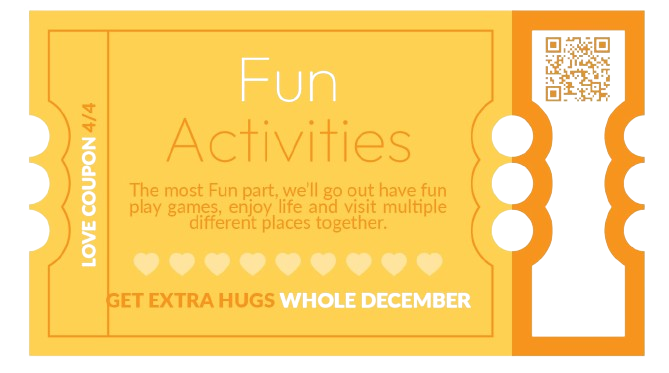 LOVE COUPON 4/4
Fun
Activities
The most Fun part, we'll go out have fun
play games, enjoy life and visit multiple
different places together.
GET EXTRA HUGS WHOLE DECEMBER